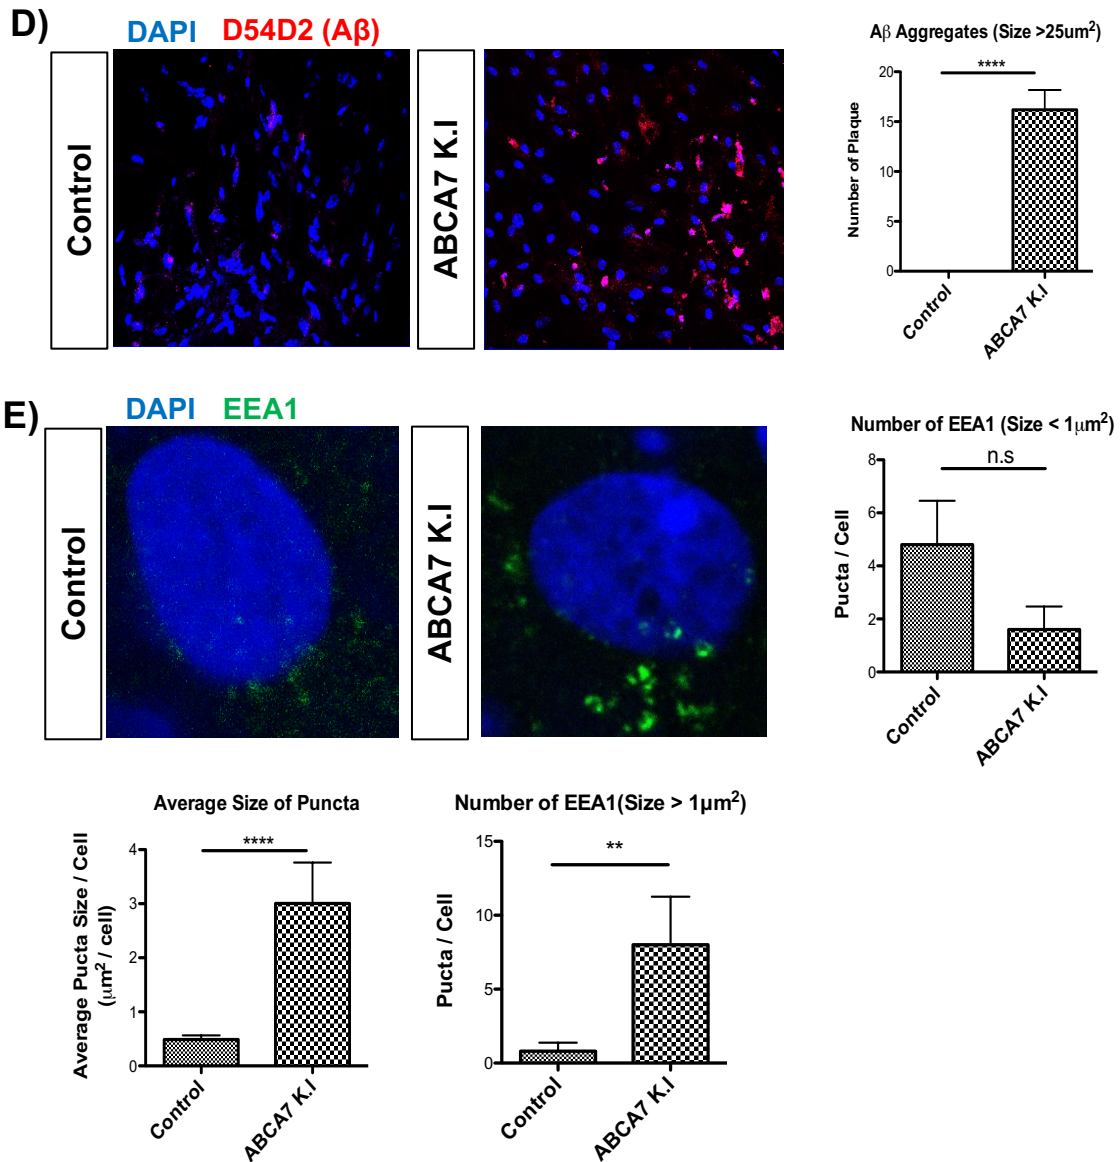 D)
DAPI D54D2 (Aβ)
Control
ABCA7 K.I
Aβ Aggregates (Size >25um²)
Number of Plaque
20
15
10
5
0
****
Control
ABCA7 K.I
E)
DAPI EEA1
Control
ABCA7 K.I
Number of EEA1 (Size < 1μm²)
Pucta / Cell
8
6
4
2
0
n.s
Control
ABCA7 K.I
Average Size of Puncta
Average Pucta Size / Cell
(μm² / cell)
4
3
2
1
0
****
Control
ABCA7 K.I
Number of EEA1(Size > 1μm²)
Pucta / Cell
15
10
5
0
**
Control
ABCA7 K.I